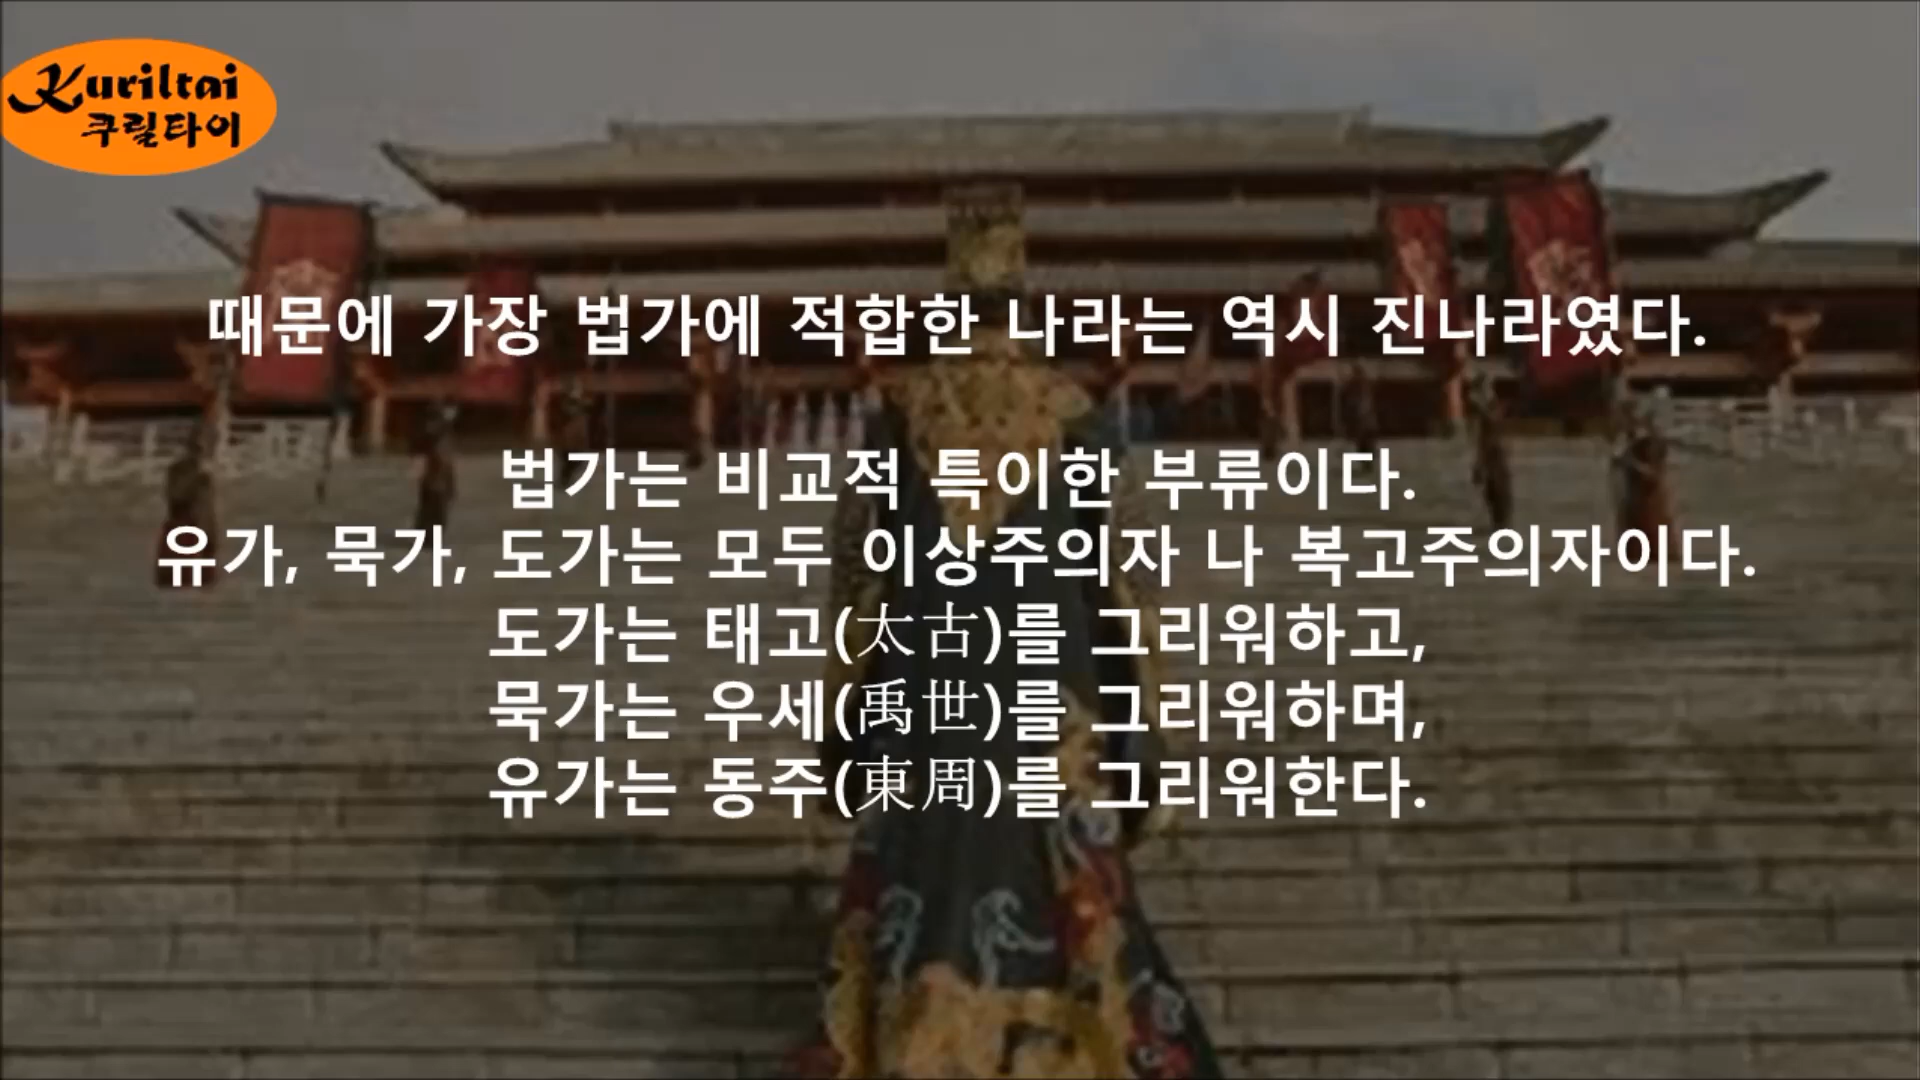 Kuriltai
쿠릴타이
때문에 가장 법가에 적합한 나라는 역시 진나라였다.
법가는 비교적 특이한 부류이다.
유가, 묵가, 도가는 모두 이상주의자 나 복고주의자이다.
도가는 태고(太古)를 그리워하고,
묵가는 우세(禹世)를 그리워하며,
유가는 동주(東周)를 그리워한다.